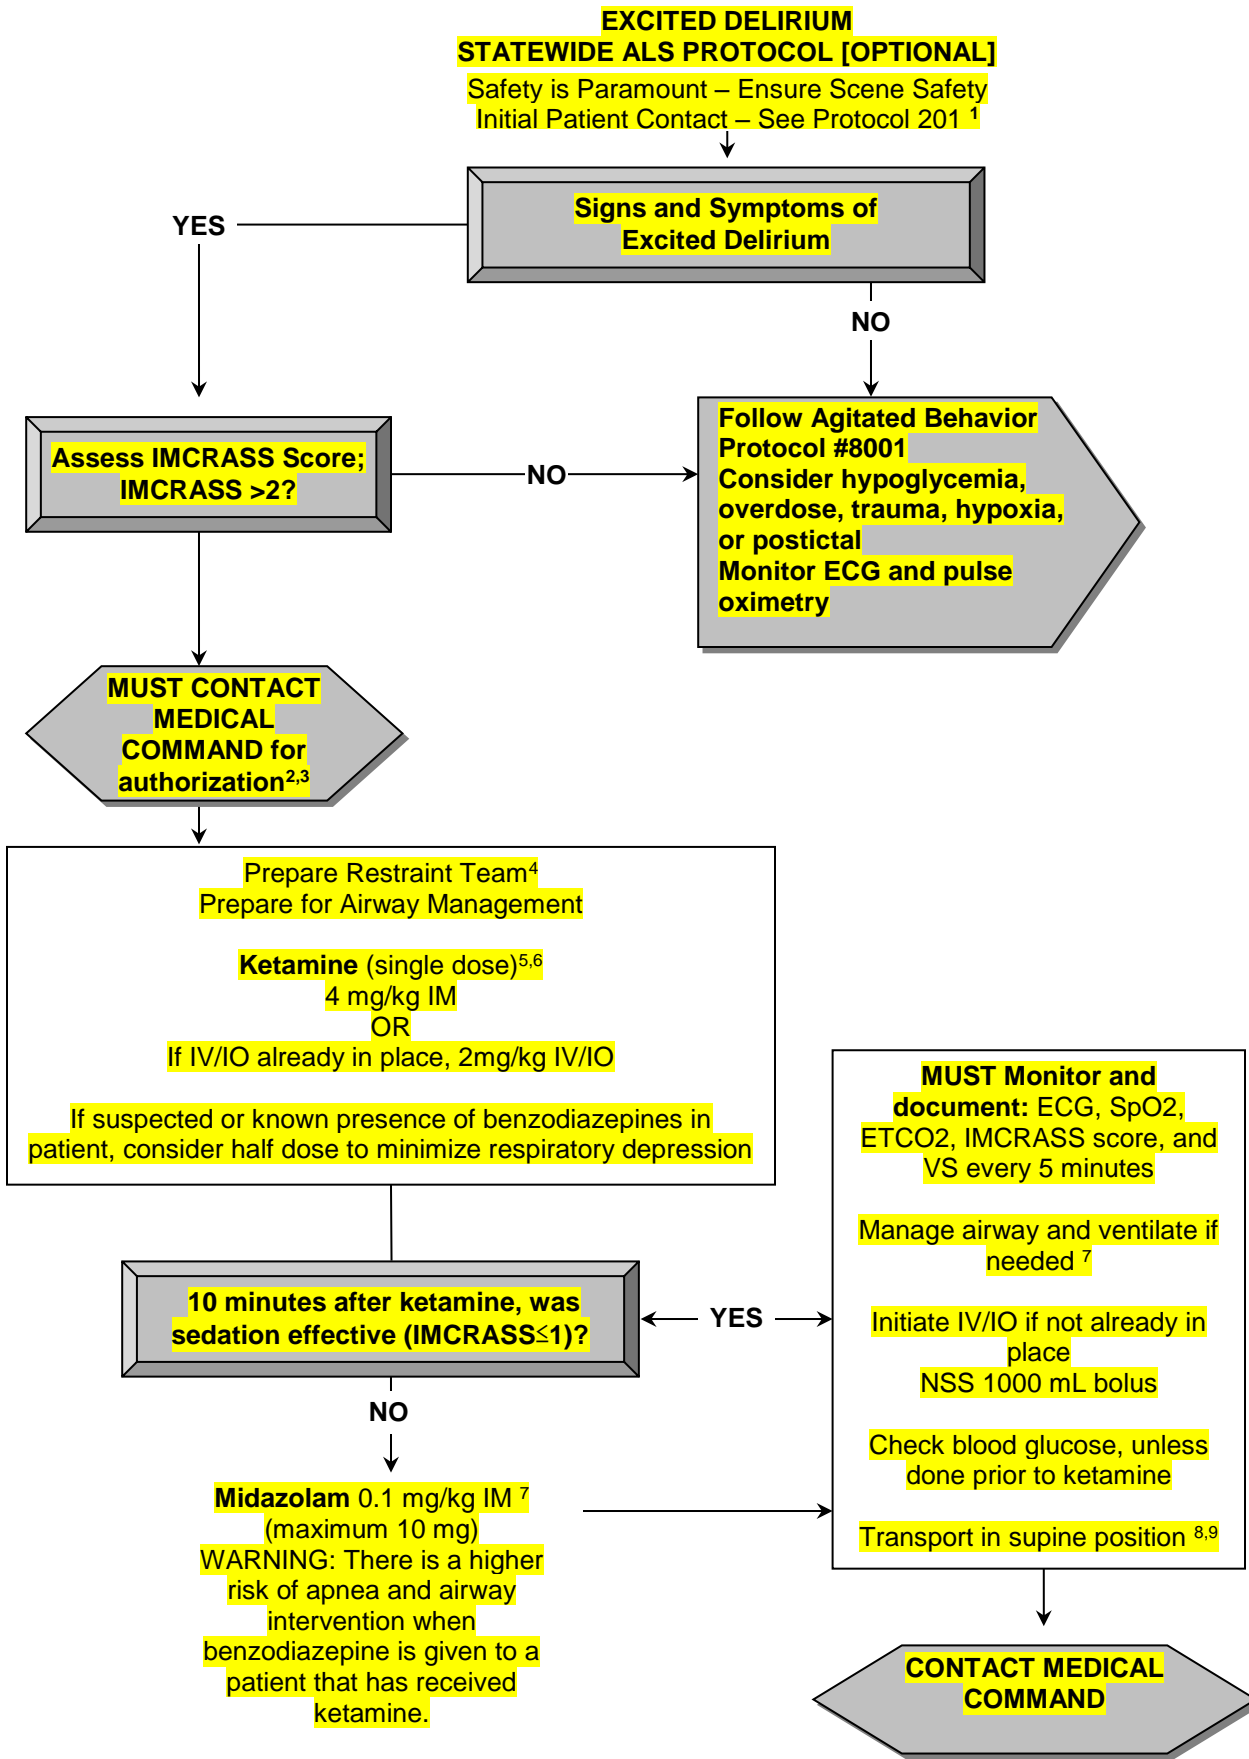 EXCITED DELIRIUM
STATEWIDE ALS PROTOCOL [OPTIONAL]
Safety is Paramount – Ensure Scene Safety
Initial Patient Contact – See Protocol 201 1
Signs and Symptoms of
Excited Delirium
YES
NO
Assess IMCRASS Score;
IMCRASS >2?
NO
Follow Agitated Behavior
Protocol #8001
Consider hypoglycemia,
overdose, trauma, hypoxia,
or postictal
Monitor ECG and pulse
oximetry
MUST CONTACT
MEDICAL
COMMAND for
authorization2,3
Prepare Restraint Team4
Prepare for Airway Management
Ketamine (single dose)5,6
4 mg/kg IM
OR
If IV/IO already in place, 2mg/kg IV/IO
If suspected or known presence of benzodiazepines in
patient, consider half dose to minimize respiratory depression
10 minutes after ketamine, was
sedation effective (IMCRASS≤1)?
YES
NO
Midazolam 0.1 mg/kg IM 7
(maximum 10 mg)
WARNING: There is a higher
risk of apnea and airway
intervention when
benzodiazepine is given to a
patient that has received
ketamine.
MUST Monitor and
document: ECG, SpO2,
ETCO2, IMCRASS score, and
VS every 5 minutes
Manage airway and ventilate if
needed 7
Initiate IV/IO if not already in
place
NSS 1000 mL bolus
Check blood glucose, unless
done prior to ketamine
Transport in supine position 8,9
CONTACT MEDICAL
COMMAND